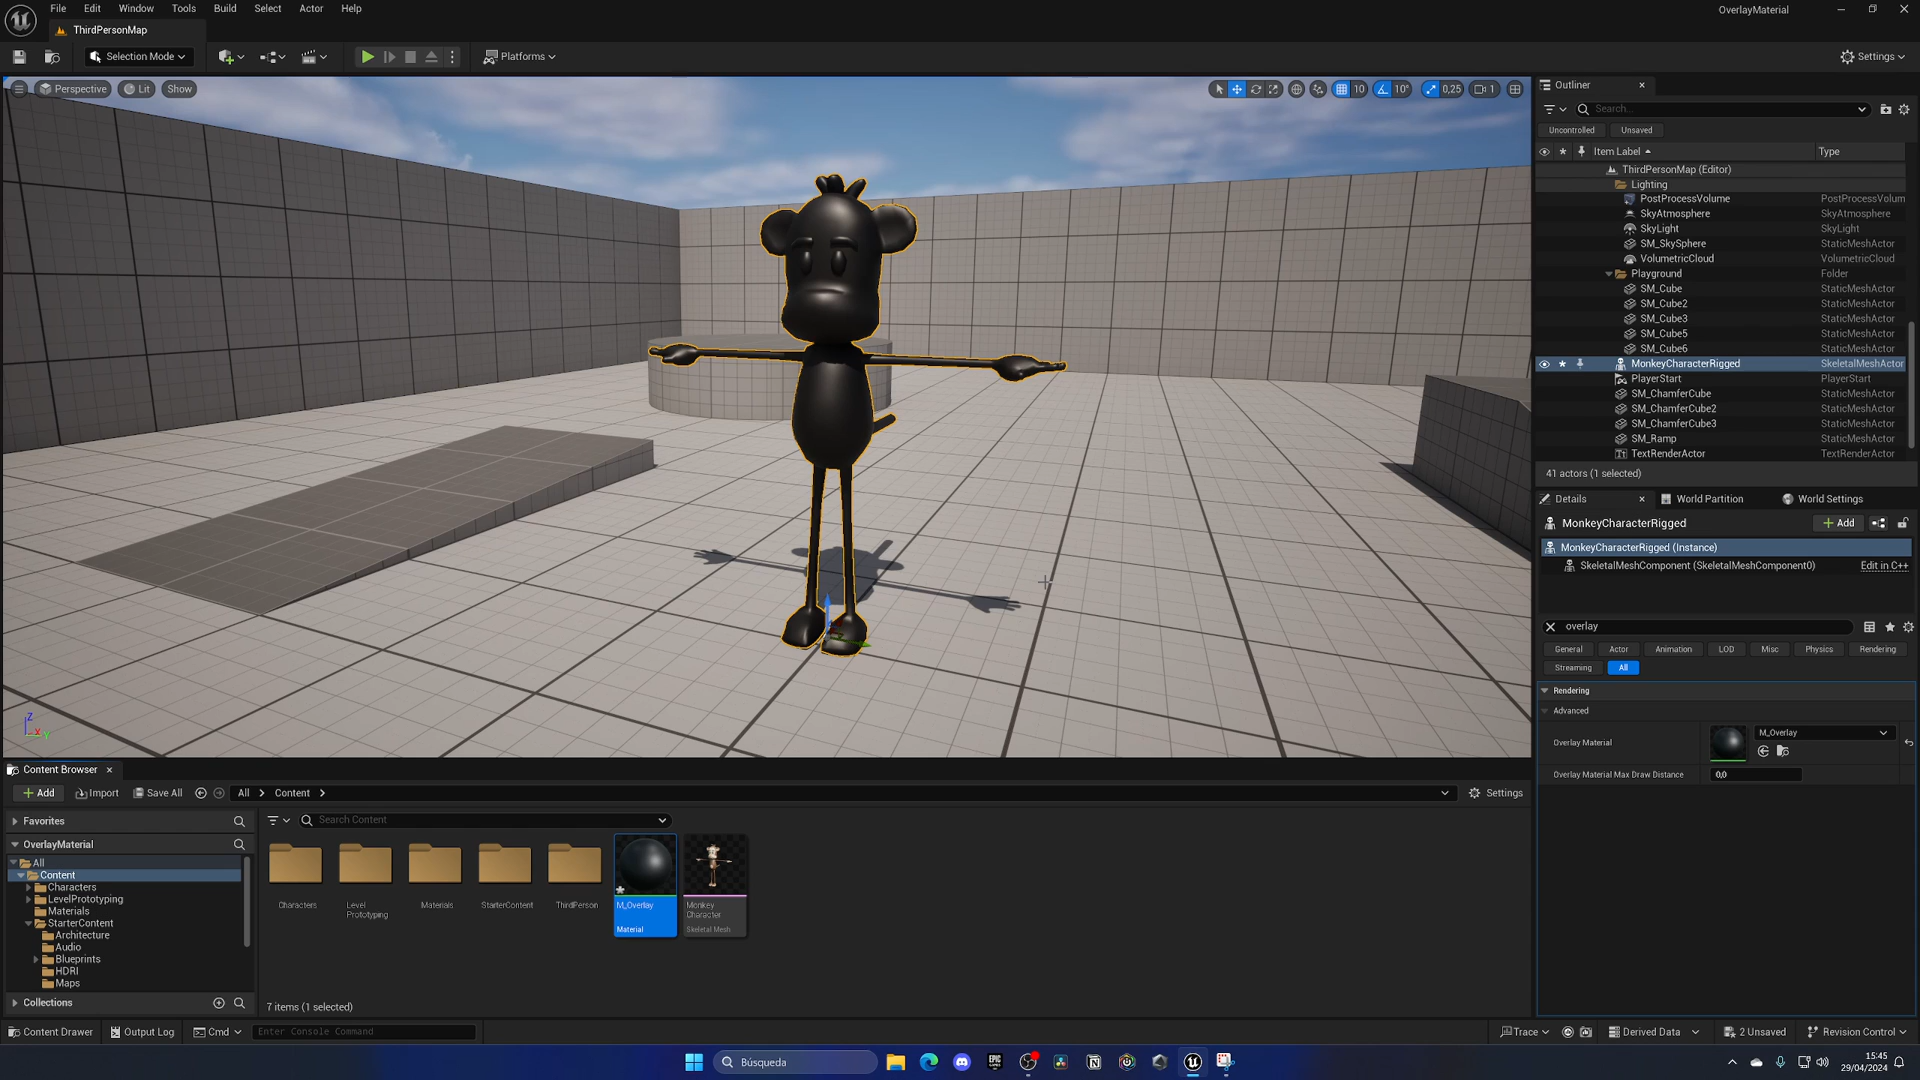 File Edit Window Tools Build Select Actor Help
OverlayMaterial
ThirdPersonMap
Selection Mode
Platforms
Settings
Perspective
Lit
Show
10
10°
0,25
1
Outliner
Search...
Uncontrolled
Unsaved
Item Label
Type
ThirdPersonMap (Editor)
Lighting
PostProcessVolume PostProcessVolum
SkyAtmosphere SkyAtmosphere
SkyLight SkyLight
SM_SkySphere StaticMeshActor
VolumetricCloud VolumetricCloud
Playground Folder
SM_Cube StaticMeshActor
SM_Cube2 StaticMeshActor
SM_Cube3 StaticMeshActor
SM_Cube5 StaticMeshActor
SM_Cube6 StaticMeshActor
MonkeyCharacterRigged SkeletalMeshActor
PlayerStart PlayerStart
SM_ChamferCube StaticMeshActor
SM_ChamferCube2 StaticMeshActor
SM_ChamferCube3 StaticMeshActor
SM_Ramp StaticMeshActor
TextRenderActor TextRenderActor
41 actors (1 selected)
Details
World Partition
World Settings
MonkeyCharacterRigged
Add
MonkeyCharacterRigged (Instance)
SkeletalMeshComponent (SkeletalMeshComponent0)
Edit in C++
overlay
General Actor Animation LOD Misc Physics Rendering
Streaming All
Rendering
Advanced
Overlay Material
M_Overlay
Overlay Material Max Draw Distance
0,0
Z
X
Y
Content Browser
Add
Import
Save All
All
Content
Settings
Favorites
OverlayMaterial
All
Content
Characters
LevelPrototyping
Materials
StarterContent
Architecture
Audio
Blueprints
HDRI
Maps
Collections
Search Content
Characters
Level
Prototyping
Materials
StarterContent
ThirdPerson
M_Overlay
Material
Monkey
Character
Skeletal Mesh
7 items (1 selected)
Content Drawer
Output Log
Cmd
Enter Console Command
Trace
Derived Data
2 Unsaved
Revision Control
Búsqueda
EPIC
15:45
29/04/2024